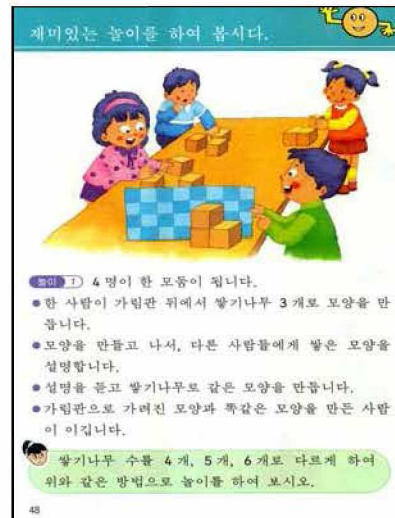 재미있는 놀이를 하여 봅시다.
놀이 1 4 명이 한 모둠이 됩니다.
●한 사람이 가림판 뒤에서 쌓기나무 3 개로 모양을 만
듭니다.
●모양을 만들고 나서, 다른 사람들에게 쌓은 모양을
설명합니다.
●설명을 듣고 쌓기나무로 같은 모양을 만듭니다.
●가림판으로 가려진 모양과 똑같은 모양을 만든 사람
이 이깁니다.
쌓기나무 수를 4 개, 5 개, 6 개로 다르게 하여
위와 같은 방법으로 놀이를 하여 보시오.
48